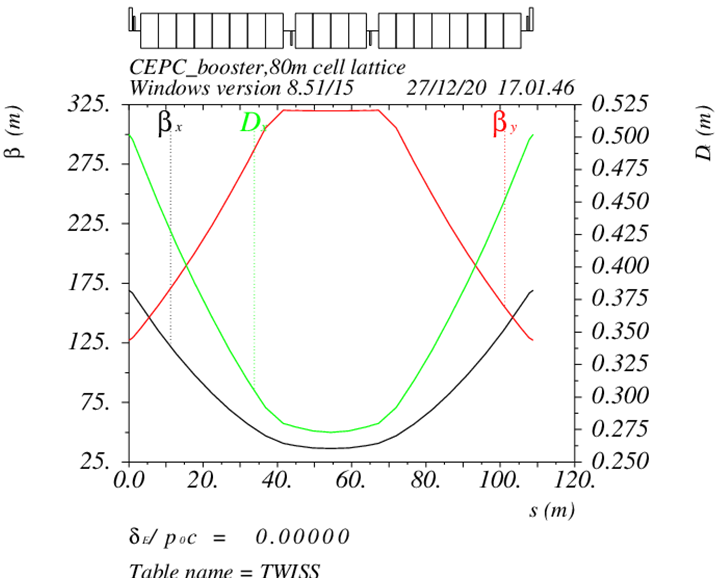 CEPC_booster,80m cell lattice
Windows version 8.51/15 27/12/20 17.01.46
β (m)
D (m)
βx
Dx
βy
325.
275.
225.
175.
125.
75.
25.
0.525
0.500
0.475
0.450
0.425
0.400
0.375
0.350
0.325
0.300
0.275
0.250
0.0 20. 40. 60. 80. 100. 120.
s (m)
δE/ p0c = 0.00000
Table name = TWISS